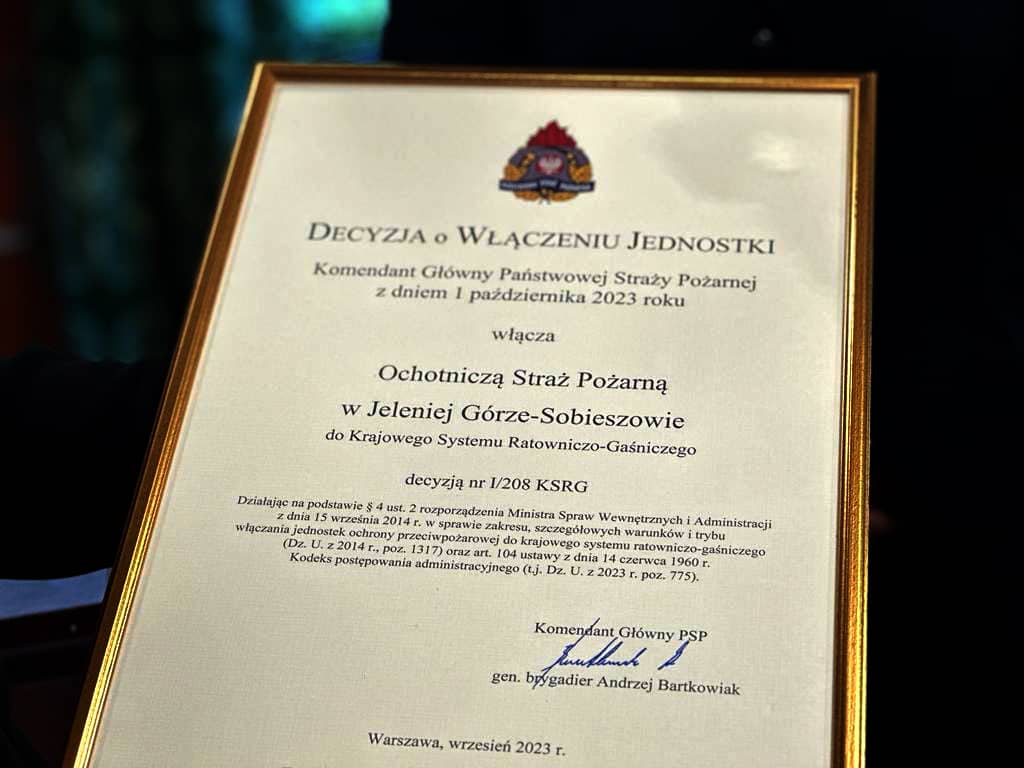 DECYZJA O WŁĄCZENIU JEDNOSTKI
Komendant Główny Państwowej Straży Pożarnej
z dniem 1 października 2023 roku
włącza
Ochotniczą Straż Pożarną
w Jeleniej Górze-Sobieszowie
do Krajowego Systemu Ratowniczo-Gaśniczego
decyzją nr I/208 KSRG
Działając na podstawie § 4 ust. 2 rozporządzenia Ministra Spraw Wewnętrznych i Administracji
z dnia 15 września 2014 r. w sprawie zakresu, szczegółowych warunków i trybu
włączania jednostek ochrony przeciwpożarowej do krajowego systemu ratowniczo-gaśniczego
(Dz. U. z 2014 r., poz. 1317) oraz art. 104 ustawy z dnia 14 czerwca 1960 r.
Kodeks postępowania administracyjnego (t.j. Dz. U. z 2023 r. poz. 775).
Komendant Główny PSP
gen. brygadier Andrzej Bartkowiak
Warszawa, wrzesień 2023 r.